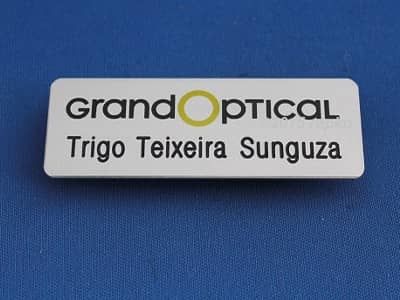 GrandOptical
Trigo Teixeira Sunguza